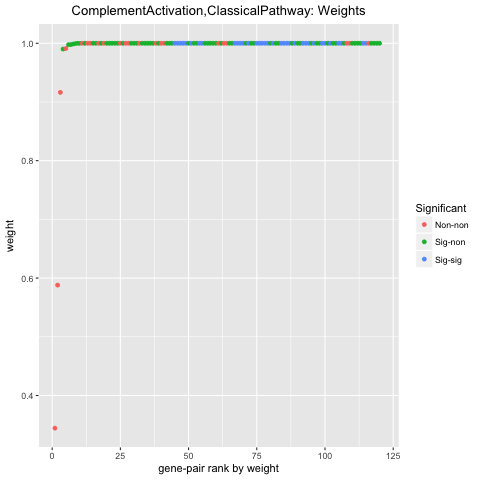 ComplementActivation,ClassicalPathway: Weights
1.0
0.8
0.6
0.4
weight
0
25
50
75
100
125
gene-pair rank by weight
Significant
Non-non
Sig-non
Sig-sig